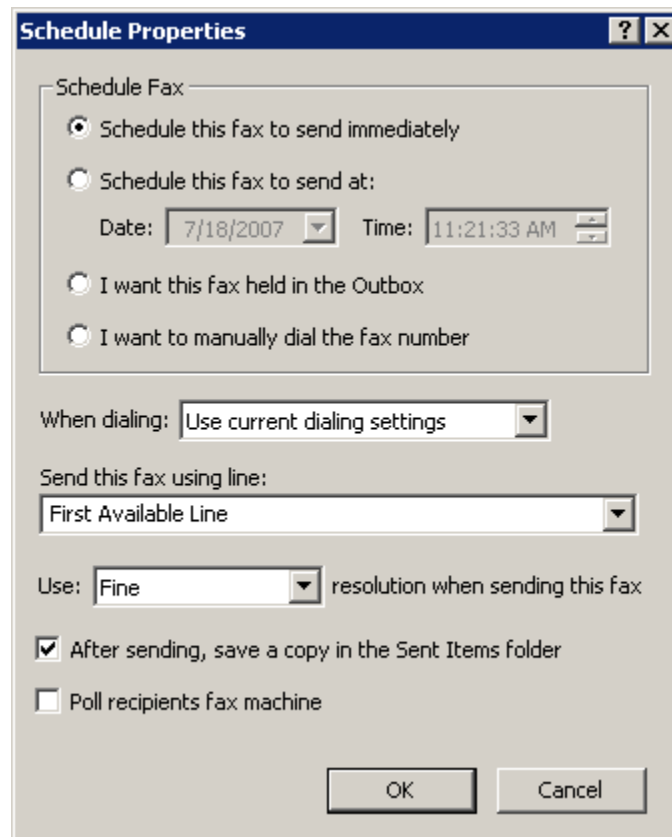 Schedule Properties
Schedule Fax
Schedule this fax to send immediately
Schedule this fax to send at:
Date: 7/18/2007 Time: 11:21:33 AM
I want this fax held in the Outbox
I want to manually dial the fax number
When dialing: Use current dialing settings
Send this fax using line:
First Available Line
Use: Fine resolution when sending this fax
After sending, save a copy in the Sent Items folder
Poll recipients fax machine
OK Cancel